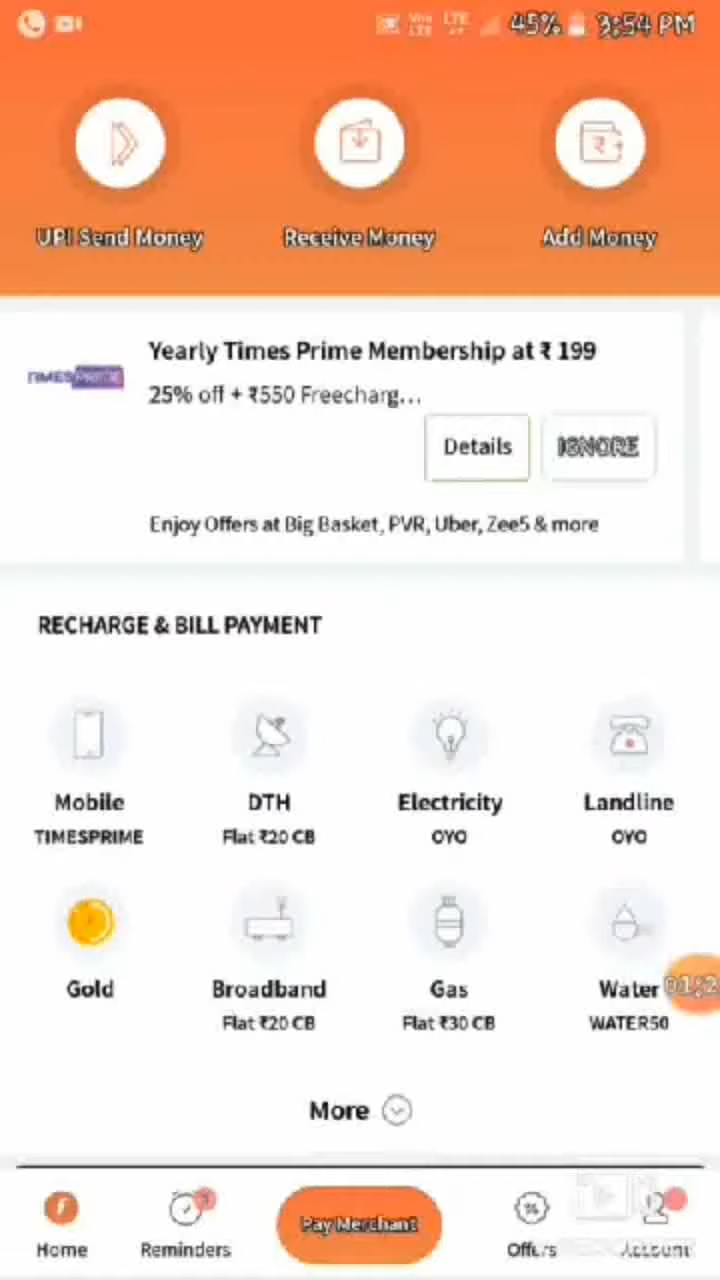 45% 3:54 PM
UPI Send Money Receive Money Add Money
Yearly Times Prime Membership at ₹ 199
TIMESPRIME
25% off + ₹550 Freecharg...
Details IGNORE
Enjoy Offers at Big Basket, PVR, Uber, Zee5 & more
RECHARGE & BILL PAYMENT
Mobile DTH Electricity Landline
TIMESPRIME Flat ₹20 CB OYO OYO
Gold Broadband Gas Water
Flat ₹20 CB Flat ₹30 CB WATER50
More
Pay Merchant
Home Reminders Offers Account